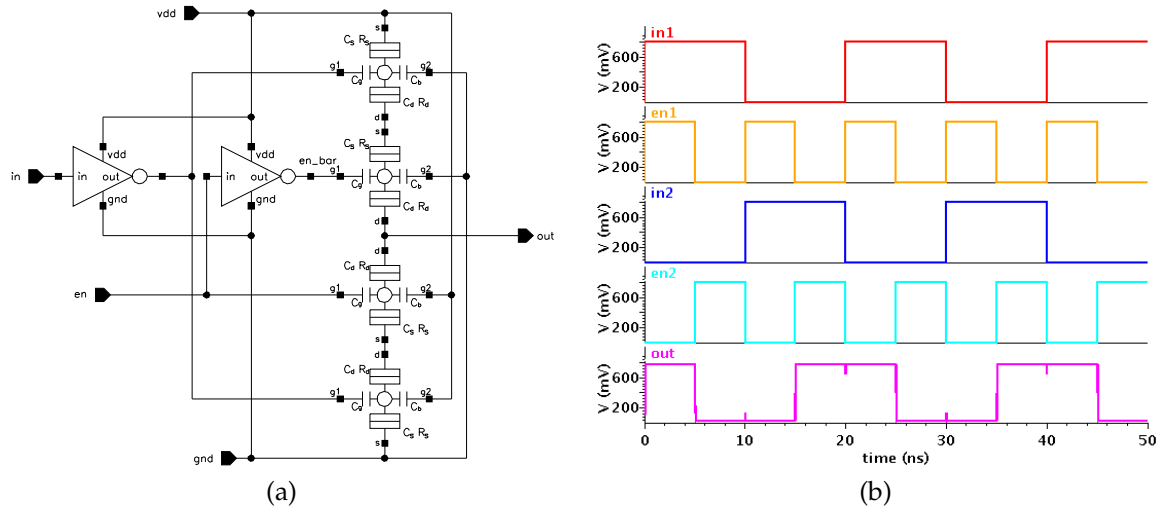 vdd
s
Cs Rs
g1
g2
Cg
Cb
Cd Rd
d
s
Cs Rs
vdd
vdd
en_bar
g1
g2
in
in out
in out
Cg
Cb
gnd
gnd
Cd Rd
d
out
d
Cd Rd
en
g1
g2
Cg
Cb
Cs Rs
s
d
Cd Rd
g1
g2
Cg
Cb
Cs Rs
s
gnd
(a)
in1
V (mV)
600
200
en1
V (mV)
600
200
in2
V (mV)
600
200
en2
V (mV)
600
200
out
V (mV)
600
200
0 10 20 30 40 50
time (ns)
(b)